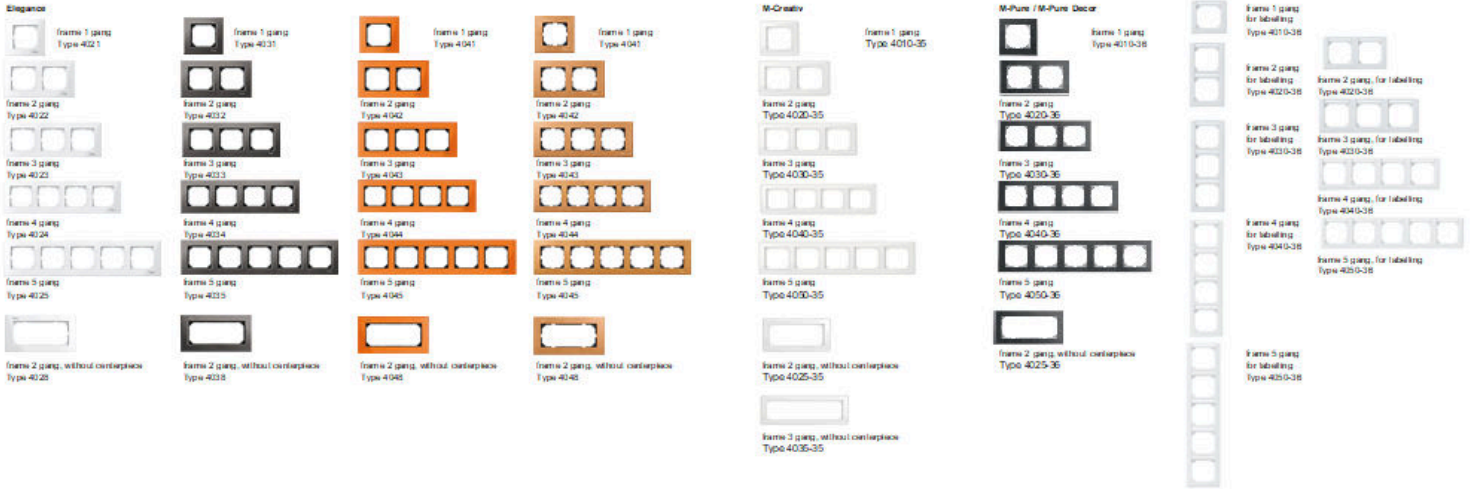 Elegance
frame 1 gang
Type 4021
frame 2 gang
Type 4022
frame 3 gang
Type 4023
frame 4 gang
Type 4024
frame 5 gang
Type 4025
frame 2 gang, without centerpiece
Type 4028
frame 1 gang
Type 4031
frame 2 gang
Type 4032
frame 3 gang
Type 4033
frame 4 gang
Type 4034
frame 5 gang
Type 4035
frame 2 gang, without centerpiece
Type 4038
frame 1 gang
Type 4041
frame 2 gang
Type 4042
frame 3 gang
Type 4043
frame 4 gang
Type 4044
frame 5 gang
Type 4045
frame 2 gang, without centerpiece
Type 4048
frame 1 gang
Type 4041
frame 2 gang
Type 4042
frame 3 gang
Type 4043
frame 4 gang
Type 4044
frame 5 gang
Type 4045
frame 2 gang, without centerpiece
Type 4048
M-Creativ
frame 1 gang
Type 4010-35
frame 2 gang
Type 4020-35
frame 3 gang
Type 4030-35
frame 4 gang
Type 4040-35
frame 5 gang
Type 4050-35
frame 2 gang, without centerpiece
Type 4025-35
frame 3 gang, without centerpiece
Type 4035-35
M-Pure / M-Pure Decor
frame 1 gang
Type 4010-36
frame 2 gang
Type 4020-36
frame 3 gang
Type 4030-36
frame 4 gang
Type 4040-36
frame 5 gang
Type 4050-36
frame 2 gang, without centerpiece
Type 4025-36
frame 1 gang
for labelling
Type 4010-36
frame 2 gang
for labelling
Type 4020-36
frame 3 gang
for labelling
Type 4030-36
frame 4 gang
for labelling
Type 4040-36
frame 5 gang
for labelling
Type 4050-36
frame 2 gang, for labelling
Type 4020-36
frame 3 gang, for labelling
Type 4030-36
frame 4 gang, for labelling
Type 4040-36
frame 5 gang, for labelling
Type 4050-36